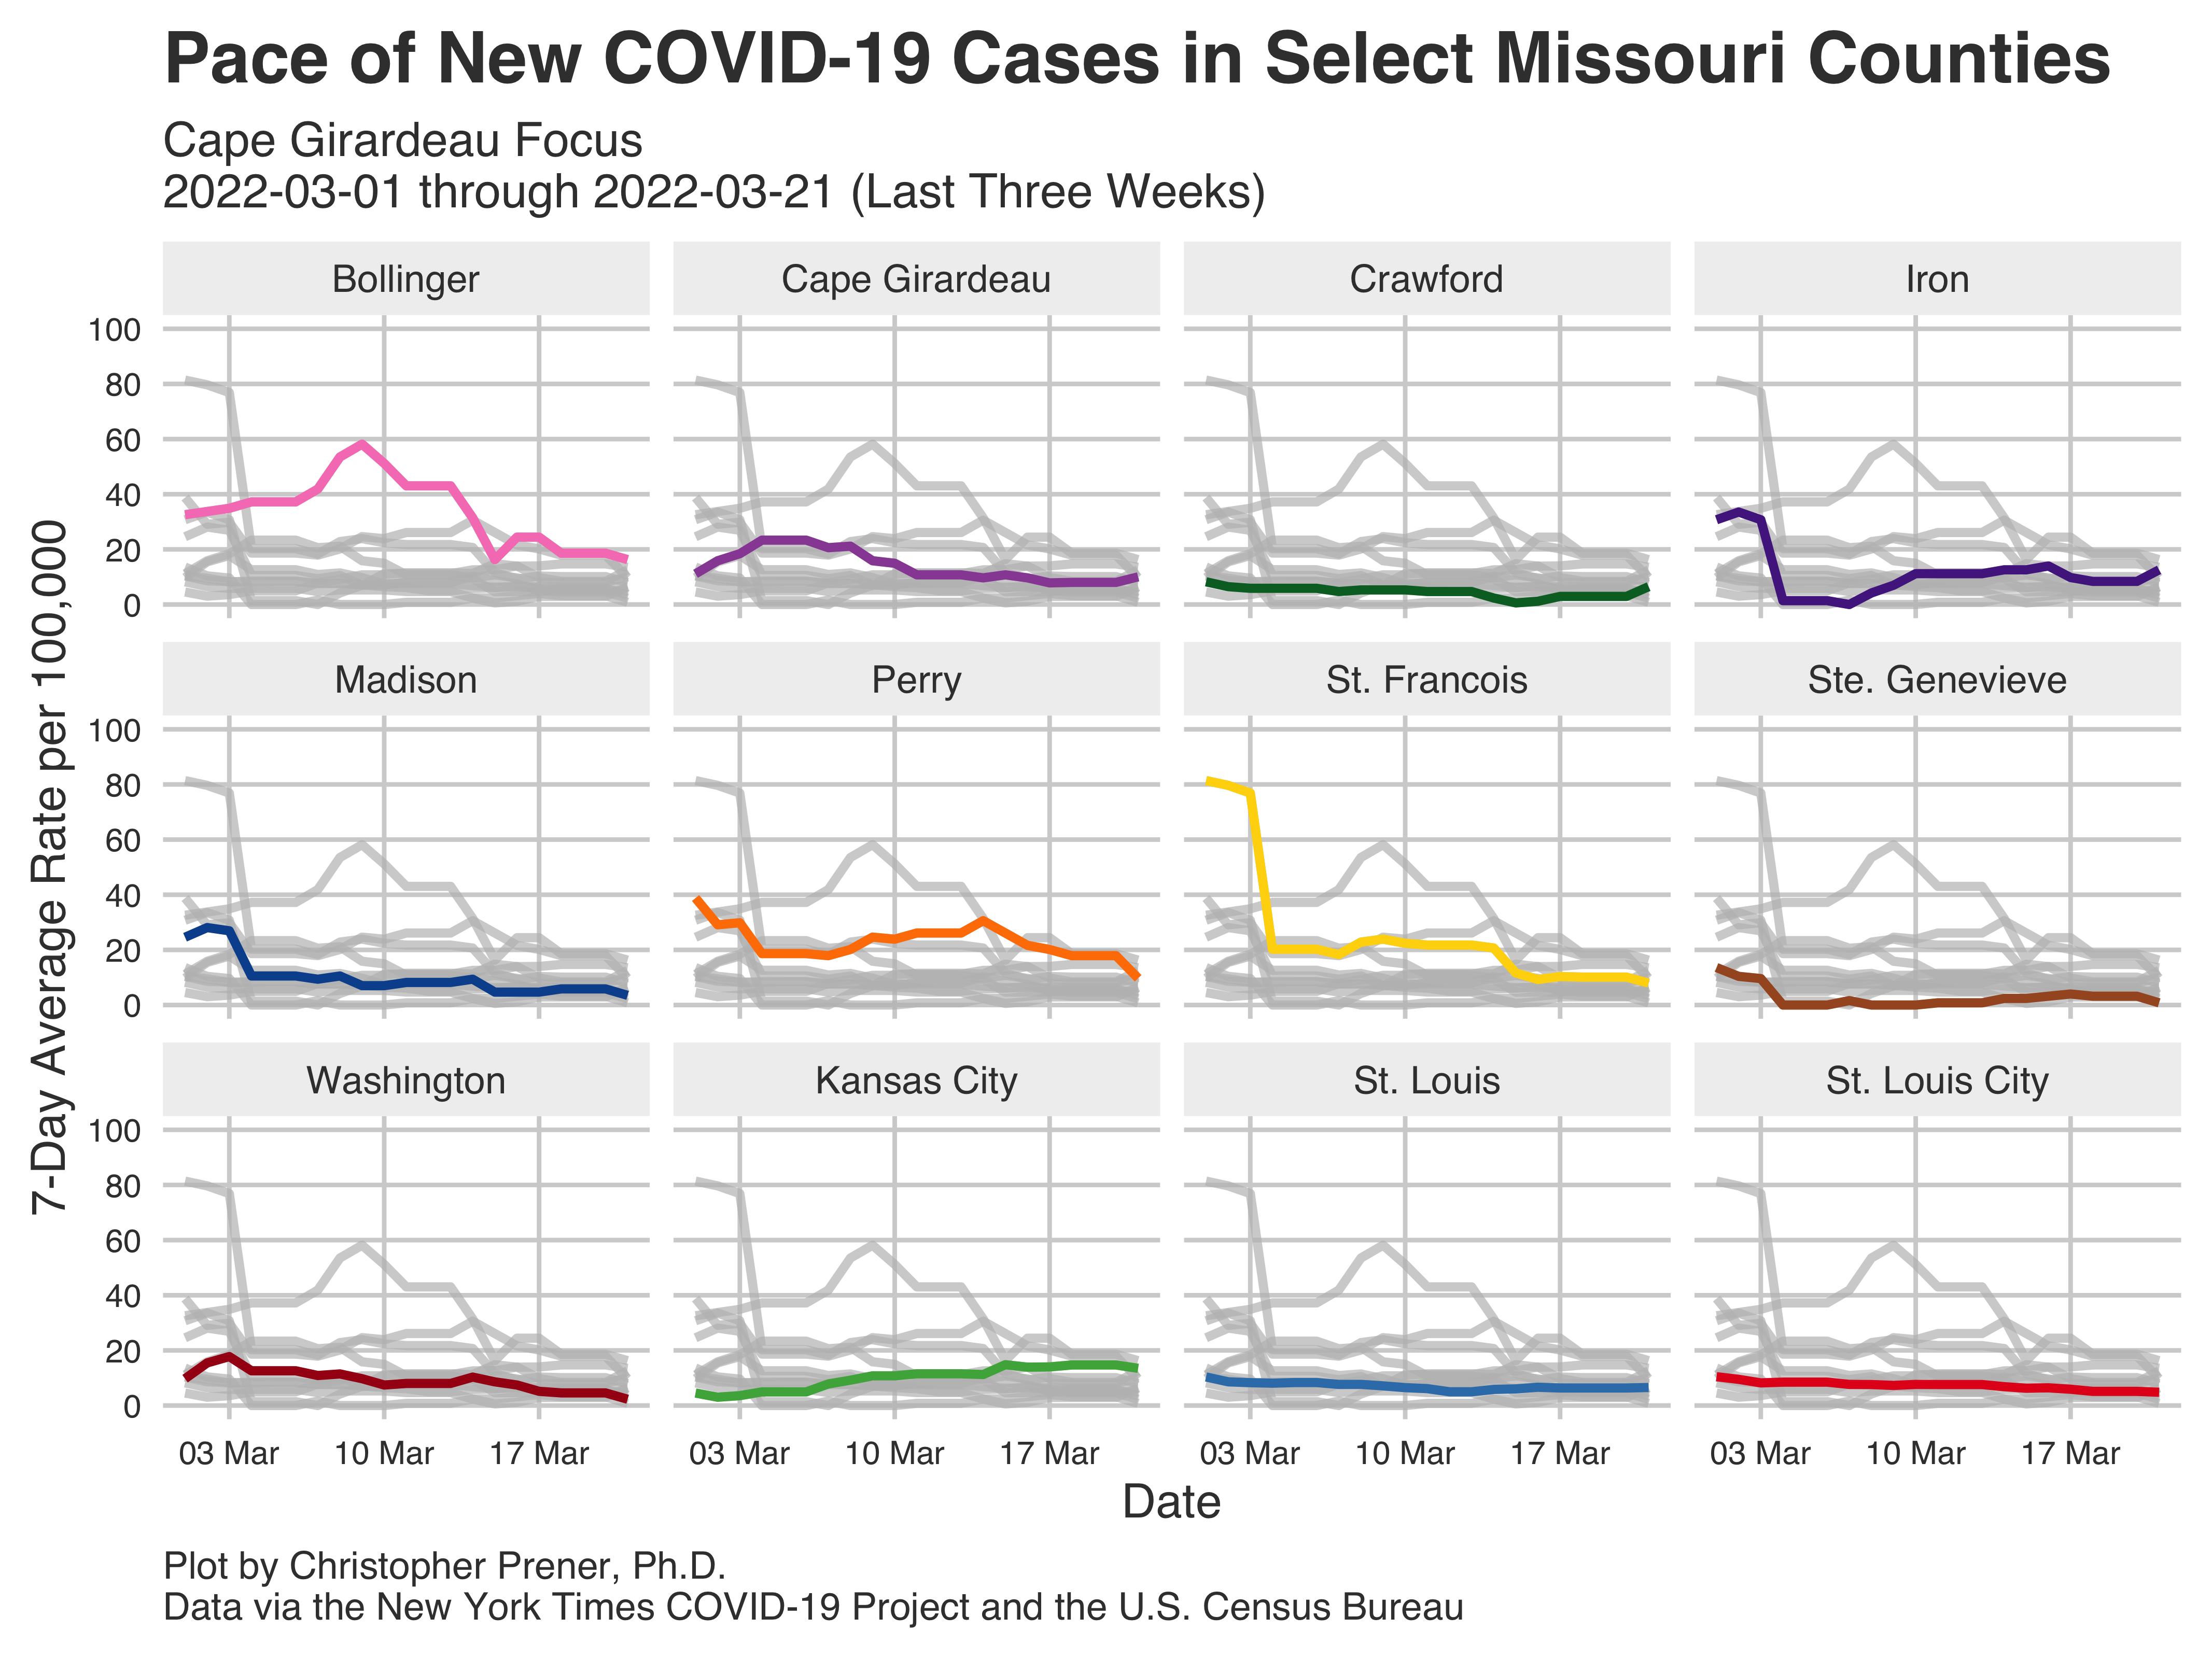 Pace of New COVID-19 Cases in Select Missouri Counties
Cape Girardeau Focus
2022-03-01 through 2022-03-21 (Last Three Weeks)
7-Day Average Rate per 100,000
Bollinger
Cape Girardeau
Crawford
Iron
100
80
60
40
20
0
Madison
Perry
St. Francois
Ste. Genevieve
100
80
60
40
20
0
Washington
Kansas City
St. Louis
St. Louis City
100
80
60
40
20
0
03 Mar 10 Mar 17 Mar
03 Mar 10 Mar 17 Mar
03 Mar 10 Mar 17 Mar
03 Mar 10 Mar 17 Mar
Date
Plot by Christopher Prener, Ph.D.
Data via the New York Times COVID-19 Project and the U.S. Census Bureau